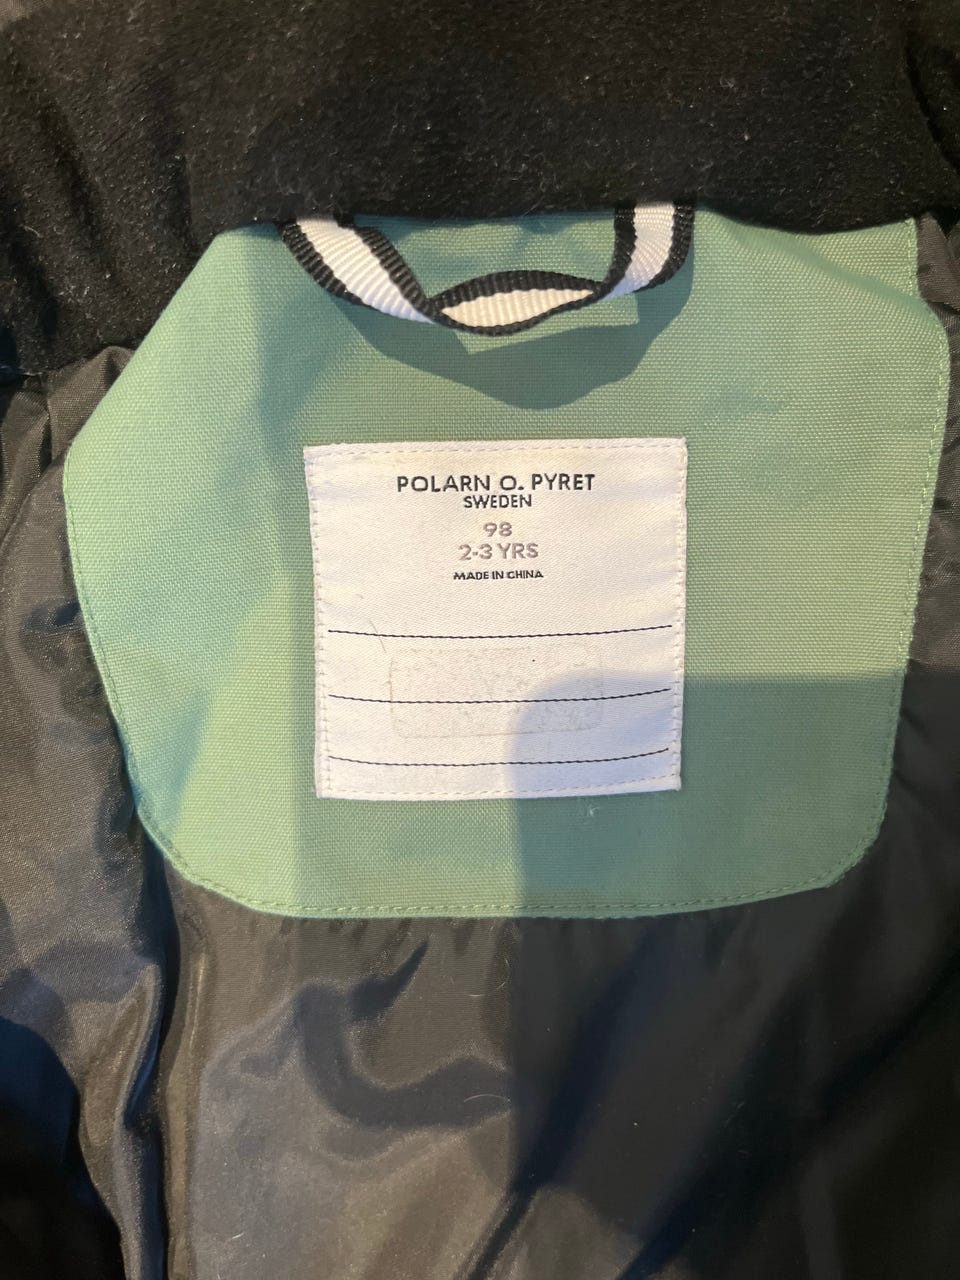 POLARN O. PYRET
SWEDEN
98
2-3 YRS
MADE IN CHINA